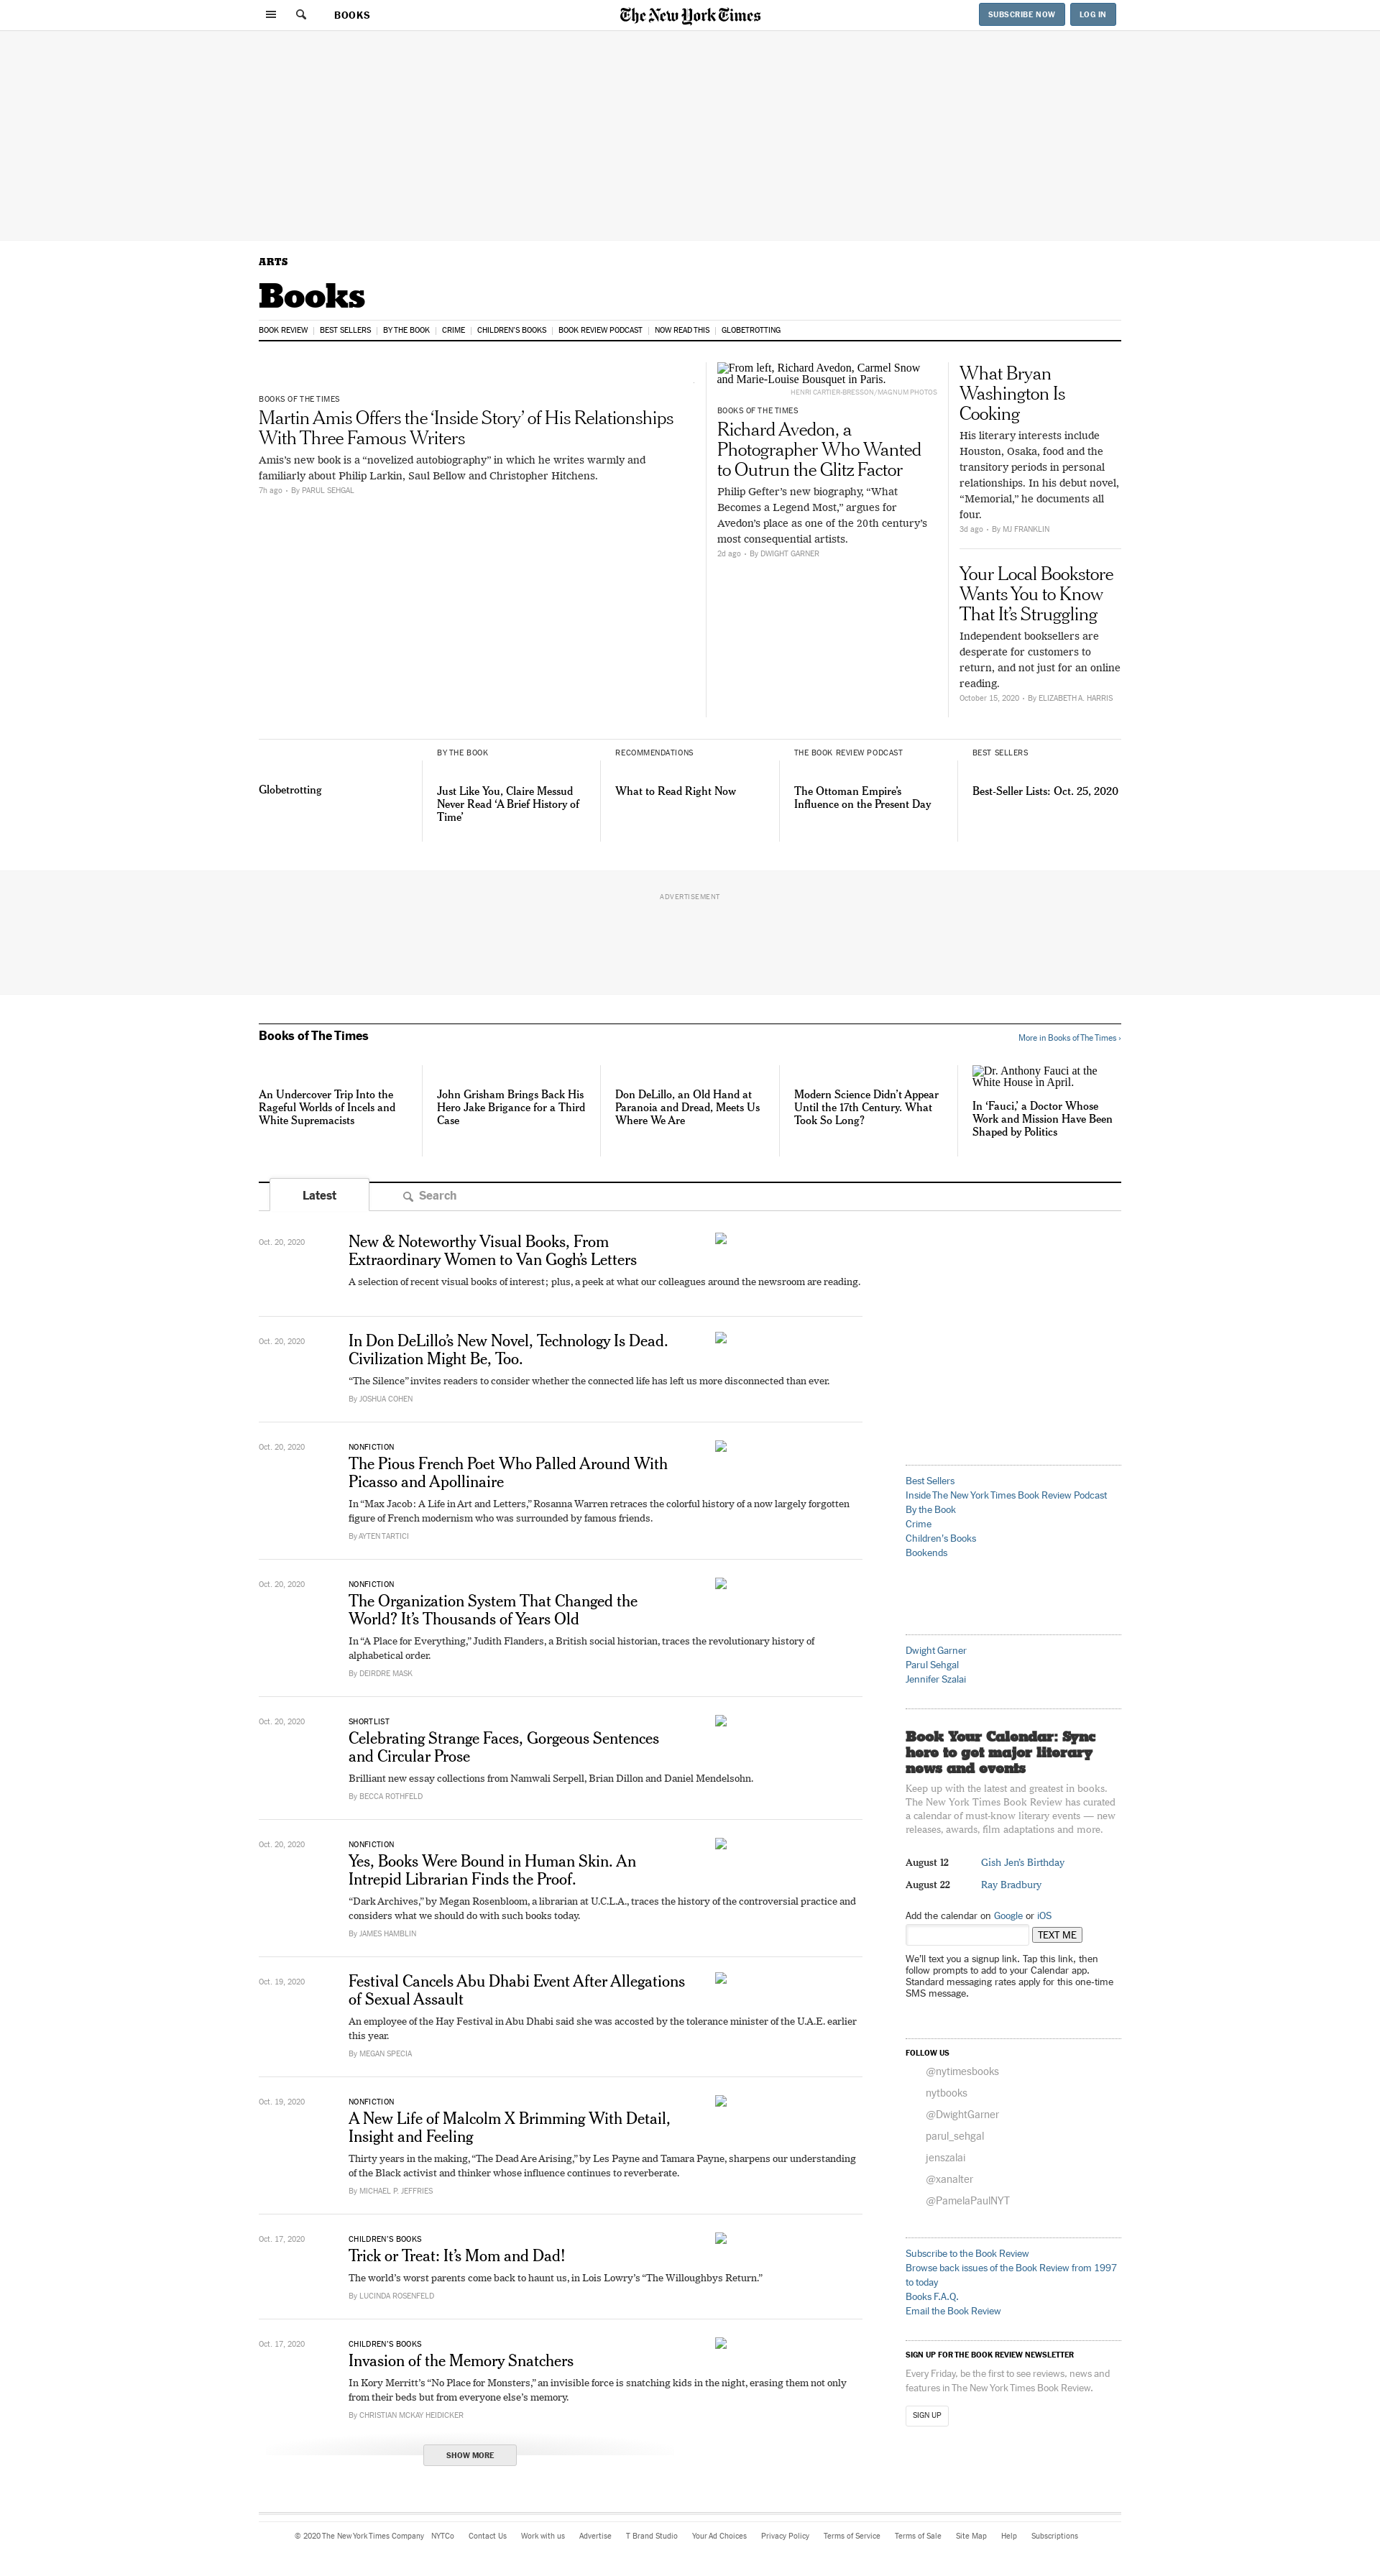 BOOKS
The New York Times
SUBSCRIBE NOW
LOG IN
ARTS
Books
BOOK REVIEW
BEST SELLERS
BY THE BOOK
CRIME
CHILDREN'S BOOKS
BOOK REVIEW PODCAST
NOW READ THIS
GLOBETROTTING
BOOKS OF THE TIMES
Martin Amis Offers the ‘Inside Story’ of His Relationships
With Three Famous Writers
Amis’s new book is a “novelized autobiography” in which he writes warmly and
familiarly about Philip Larkin, Saul Bellow and Christopher Hitchens.
7h ago • By PARUL SEHGAL
From left, Richard Avedon, Carmel Snow
and Marie-Louise Bousquet in Paris.
HENRI CARTIER-BRESSON/MAGNUM PHOTOS
BOOKS OF THE TIMES
Richard Avedon, a
Photographer Who Wanted
to Outrun the Glitz Factor
Philip Gefter’s new biography, “What
Becomes a Legend Most,” argues for
Avedon’s place as one of the 20th century’s
most consequential artists.
2d ago • By DWIGHT GARNER
What Bryan
Washington Is
Cooking
His literary interests include
Houston, Osaka, food and the
transitory periods in personal
relationships. In his debut novel,
“Memorial,” he documents all
four.
3d ago • By MJ FRANKLIN
Your Local Bookstore
Wants You to Know
That It’s Struggling
Independent booksellers are
desperate for customers to
return, and not just for an online
reading.
October 15, 2020 • By ELIZABETH A. HARRIS
Globetrotting
BY THE BOOK
Just Like You, Claire Messud
Never Read ‘A Brief History of
Time’
RECOMMENDATIONS
What to Read Right Now
THE BOOK REVIEW PODCAST
The Ottoman Empire’s
Influence on the Present Day
BEST SELLERS
Best-Seller Lists: Oct. 25, 2020
ADVERTISEMENT
Books of The Times
More in Books of The Times ›
An Undercover Trip Into the
Rageful Worlds of Incels and
White Supremacists
John Grisham Brings Back His
Hero Jake Brigance for a Third
Case
Don DeLillo, an Old Hand at
Paranoia and Dread, Meets Us
Where We Are
Modern Science Didn’t Appear
Until the 17th Century. What
Took So Long?
Dr. Anthony Fauci at the
White House in April.
In ‘Fauci,’ a Doctor Whose
Work and Mission Have Been
Shaped by Politics
Latest
Search
Oct. 20, 2020
New & Noteworthy Visual Books, From
Extraordinary Women to Van Gogh’s Letters
A selection of recent visual books of interest; plus, a peek at what our colleagues around the newsroom are reading.
Oct. 20, 2020
In Don DeLillo’s New Novel, Technology Is Dead.
Civilization Might Be, Too.
“The Silence” invites readers to consider whether the connected life has left us more disconnected than ever.
By JOSHUA COHEN
Oct. 20, 2020
NONFICTION
The Pious French Poet Who Palled Around With
Picasso and Apollinaire
In “Max Jacob: A Life in Art and Letters,” Rosanna Warren retraces the colorful history of a now largely forgotten
figure of French modernism who was surrounded by famous friends.
By AYTEN TARTICI
Oct. 20, 2020
NONFICTION
The Organization System That Changed the
World? It’s Thousands of Years Old
In “A Place for Everything,” Judith Flanders, a British social historian, traces the revolutionary history of
alphabetical order.
By DEIRDRE MASK
Oct. 20, 2020
SHORTLIST
Celebrating Strange Faces, Gorgeous Sentences
and Circular Prose
Brilliant new essay collections from Namwali Serpell, Brian Dillon and Daniel Mendelsohn.
By BECCA ROTHFELD
Oct. 20, 2020
NONFICTION
Yes, Books Were Bound in Human Skin. An
Intrepid Librarian Finds the Proof.
“Dark Archives,” by Megan Rosenbloom, a librarian at U.C.L.A., traces the history of the controversial practice and
considers what we should do with such books today.
By JAMES HAMBLIN
Oct. 19, 2020
Festival Cancels Abu Dhabi Event After Allegations
of Sexual Assault
An employee of the Hay Festival in Abu Dhabi said she was accosted by the tolerance minister of the U.A.E. earlier
this year.
By MEGAN SPECIA
Oct. 19, 2020
NONFICTION
A New Life of Malcolm X Brimming With Detail,
Insight and Feeling
Thirty years in the making, “The Dead Are Arising,” by Les Payne and Tamara Payne, sharpens our understanding
of the Black activist and thinker whose influence continues to reverberate.
By MICHAEL P. JEFFRIES
Oct. 17, 2020
CHILDREN’S BOOKS
Trick or Treat: It’s Mom and Dad!
The world’s worst parents come back to haunt us, in Lois Lowry’s “The Willoughbys Return.”
By LUCINDA ROSENFELD
Oct. 17, 2020
CHILDREN’S BOOKS
Invasion of the Memory Snatchers
In Kory Merritt’s “No Place for Monsters,” an invisible force is snatching kids in the night, erasing them not only
from their beds but from everyone else’s memory.
By CHRISTIAN MCKAY HEIDICKER
SHOW MORE
Best Sellers
Inside The New York Times Book Review Podcast
By the Book
Crime
Children's Books
Bookends
Dwight Garner
Parul Sehgal
Jennifer Szalai
Book Your Calendar: Sync
here to get major literary
news and events
Keep up with the latest and greatest in books.
The New York Times Book Review has curated
a calendar of must-know literary events — new
releases, awards, film adaptations and more.
August 12 Gish Jen's Birthday
August 22 Ray Bradbury
Add the calendar on Google or iOS
TEXT ME
We'll text you a signup link. Tap this link, then
follow prompts to add to your Calendar app.
Standard messaging rates apply for this one-time
SMS message.
FOLLOW US
@nytimesbooks
nytbooks
@DwightGarner
parul_sehgal
jenszalai
@xanalter
@PamelaPaulNYT
Subscribe to the Book Review
Browse back issues of the Book Review from 1997
to today
Books F.A.Q.
Email the Book Review
SIGN UP FOR THE BOOK REVIEW NEWSLETTER
Every Friday, be the first to see reviews, news and
features in The New York Times Book Review.
SIGN UP
© 2020 The New York Times Company
NYTCo
Contact Us
Work with us
Advertise
T Brand Studio
Your Ad Choices
Privacy Policy
Terms of Service
Terms of Sale
Site Map
Help
Subscriptions